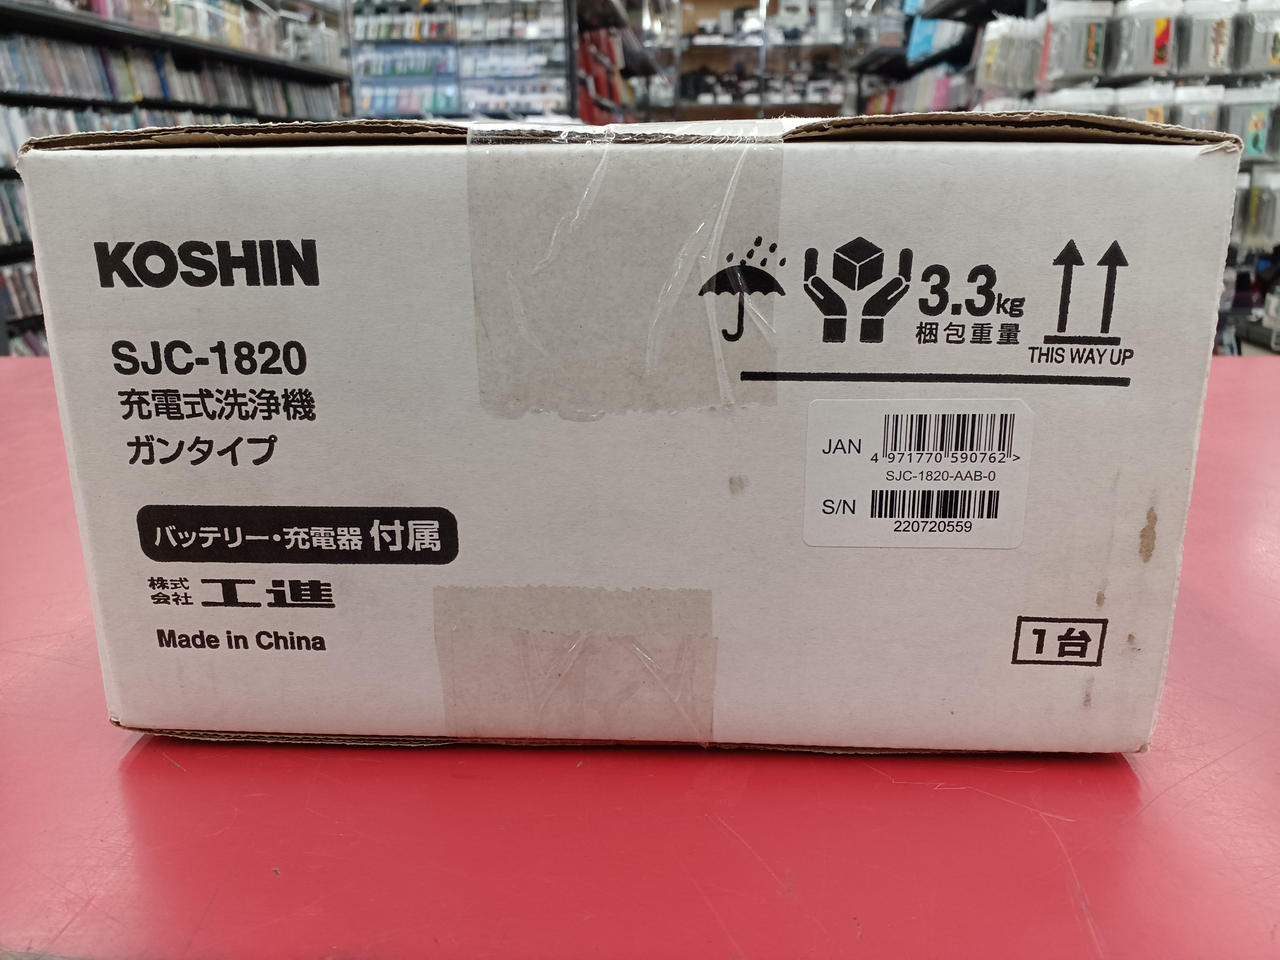 KOSHIN
SJC-1820
充電式洗浄機
ガンタイプ
バッテリー・充電器 付属
株式会社 工進
Made in China
3.3kg
梱包重量
THIS WAY UP
JAN
4 971770 590762 >
SJC-1820-AAB-0
S/N
220720559
1台